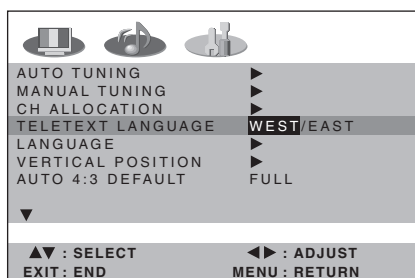 AUTO TUNING ▶
MANUAL TUNING ▶
CH ALLOCATION ▶
TELETEXT LANGUAGE WEST/EAST
LANGUAGE ▶
VERTICAL POSITION ▶
AUTO 4:3 DEFAULT FULL
▼
▲▼ : SELECT ◀▶ : ADJUST
EXIT : END MENU : RETURN